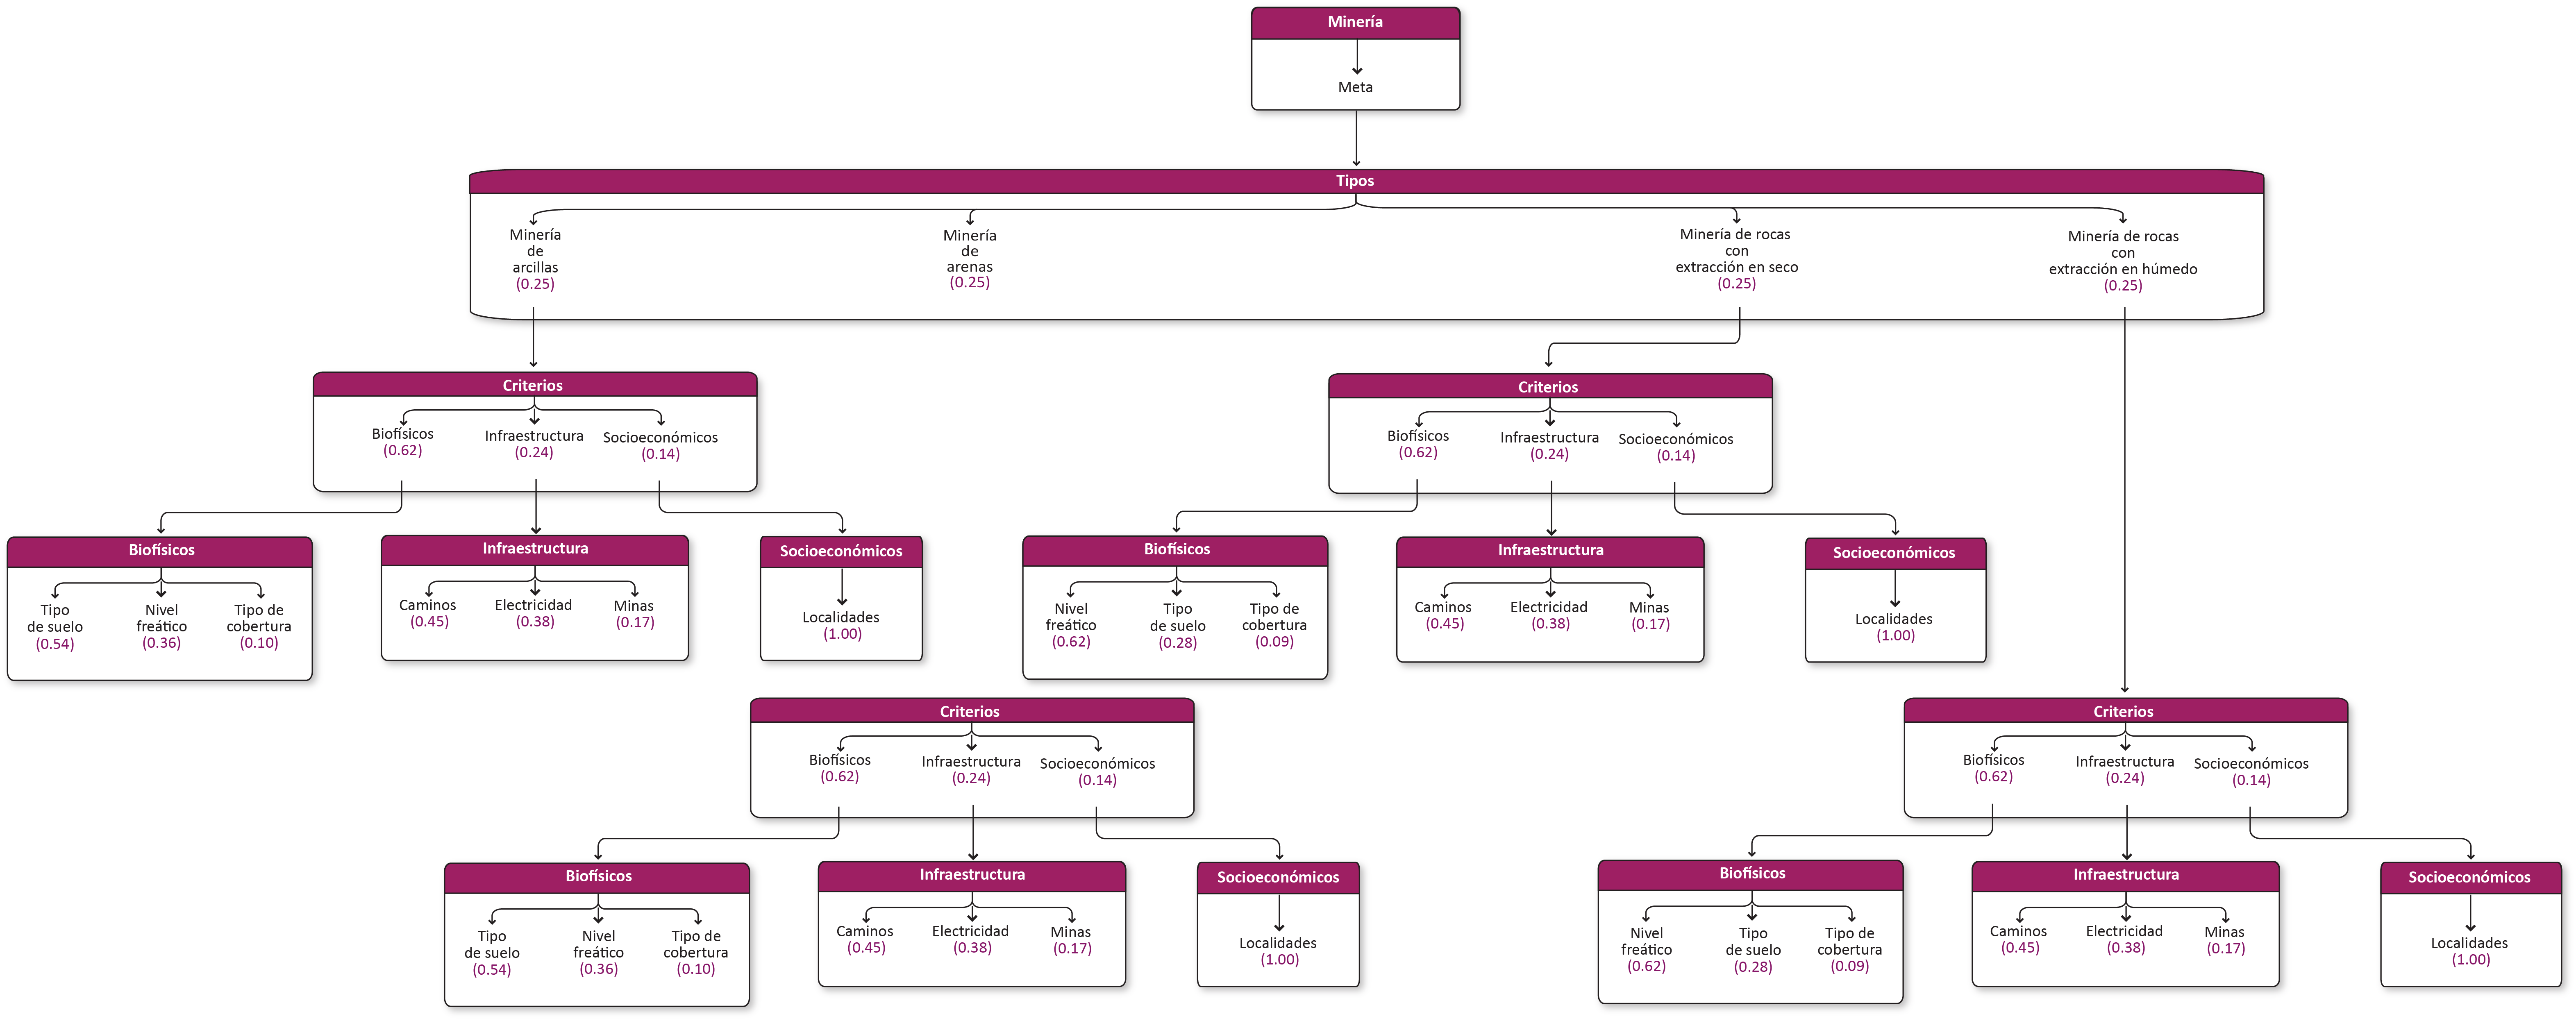 Minería
Meta
Tipos
Minería
de
arcillas
(0.25)
Minería
de
arenas
(0.25)
Minería de rocas
con
extracción en seco
(0.25)
Minería de rocas
con
extracción en húmedo
(0.25)
Criterios
Biofísicos
(0.62)
Infraestructura
(0.24)
Socioeconómicos
(0.14)
Criterios
Biofísicos
(0.62)
Infraestructura
(0.24)
Socioeconómicos
(0.14)
Biofísicos
Tipo
de suelo
(0.54)
Nivel
freático
(0.36)
Tipo de
cobertura
(0.10)
Infraestructura
Caminos
(0.45)
Electricidad
(0.38)
Minas
(0.17)
Socioeconómicos
Localidades
(1.00)
Biofísicos
Nivel
freático
(0.62)
Tipo
de suelo
(0.28)
Tipo de
cobertura
(0.09)
Infraestructura
Caminos
(0.45)
Electricidad
(0.38)
Minas
(0.17)
Socioeconómicos
Localidades
(1.00)
Criterios
Biofísicos
(0.62)
Infraestructura
(0.24)
Socioeconómicos
(0.14)
Criterios
Biofísicos
(0.62)
Infraestructura
(0.24)
Socioeconómicos
(0.14)
Biofísicos
Tipo
de suelo
(0.54)
Nivel
freático
(0.36)
Tipo de
cobertura
(0.10)
Infraestructura
Caminos
(0.45)
Electricidad
(0.38)
Minas
(0.17)
Socioeconómicos
Localidades
(1.00)
Biofísicos
Nivel
freático
(0.62)
Tipo
de suelo
(0.28)
Tipo de
cobertura
(0.09)
Infraestructura
Caminos
(0.45)
Electricidad
(0.38)
Minas
(0.17)
Socioeconómicos
Localidades
(1.00)